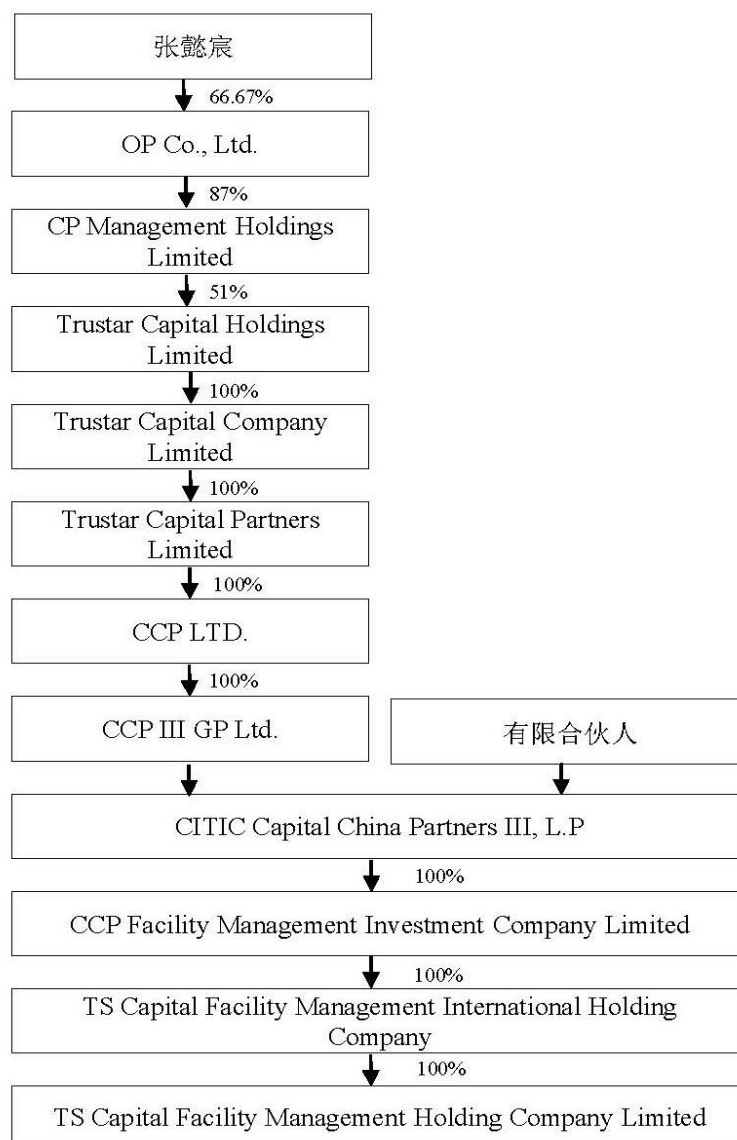 张懿宸
66.67%
OP Co., Ltd.
87%
CP Management Holdings
Limited
51%
Trustar Capital Holdings
Limited
100%
Trustar Capital Company
Limited
100%
Trustar Capital Partners
Limited
100%
CCP LTD.
100%
CCP III GP Ltd.
有限合伙人
CITIC Capital China Partners III, L.P
100%
CCP Facility Management Investment Company Limited
100%
TS Capital Facility Management International Holding
Company
100%
TS Capital Facility Management Holding Company Limited